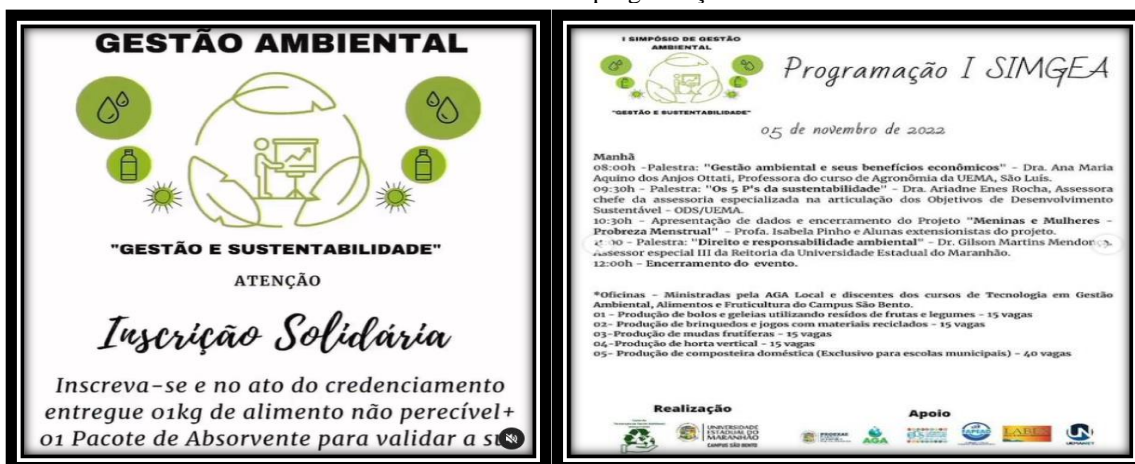 GESTÃO AMBIENTAL
"GESTÃO E SUSTENTABILIDADE"
ATENÇÃO
Inscrição Solidária
Inscreva-se e no ato do credenciamento
entregue 01kg de alimento não perecível+
01 Pacote de Absorvente para validar a
I SIMPÓSIO DE GESTÃO
AMBIENTAL
"GESTÃO E SUSTENTABILIDADE"
Programação I SIMGEA
05 de novembro de 2022
Manhã
08:00h -Palestra: "Gestão ambiental e seus benefícios econômicos" - Dra. Ana Maria
Aquino dos Anjos Ottati, Professora do curso de Agronômia da UEMA, São Luís.
09:30h - Palestra: "Os 5 P's da sustentabilidade" - Dra. Ariadne Enes Rocha, Assessora
chefe da assessoria especializada na articulação dos Objetivos de Desenvolvimento
Sustentável - ODS/UEMA.
10:30h - Apresentação de dados e encerramento do Projeto "Meninas e Mulheres -
Probreza Menstrual" - Profa. Isabela Pinho e Alunas extensionistas do projeto.
- Palestra: "Direito e responsabilidade ambiental" - Dr. Gilson Martins
Assessor especial III da Reitoria da Universidade Estadual do Maranhão.
12:00h - Encerramento do evento.
*Oficinas - Ministradas pela AGA Local e discentes dos cursos de Tecnologia em Gestão
Ambiental, Alimentos e Fruticultura do Campus São Bento.
01 - Produção de bolos e geleias utilizando resídos de frutas e legumes - 15 vagas
02- Produção de brinquedos e jogos com materiais reciclados - 15 vagas
03-Produção de mudas frutíferas - 15 vagas
04-Produção de horta vertical - 15 vagas
05- Produção de composteira doméstica (Exclusivo para escolas municipais) - 40 vagas
Realização
Apoio
UNIVERSIDADE
ESTADUAL DO
MARANHÃO
CAMPUS SÃO BENTO
AGA
FAPEAD
LABEX
UEMANET